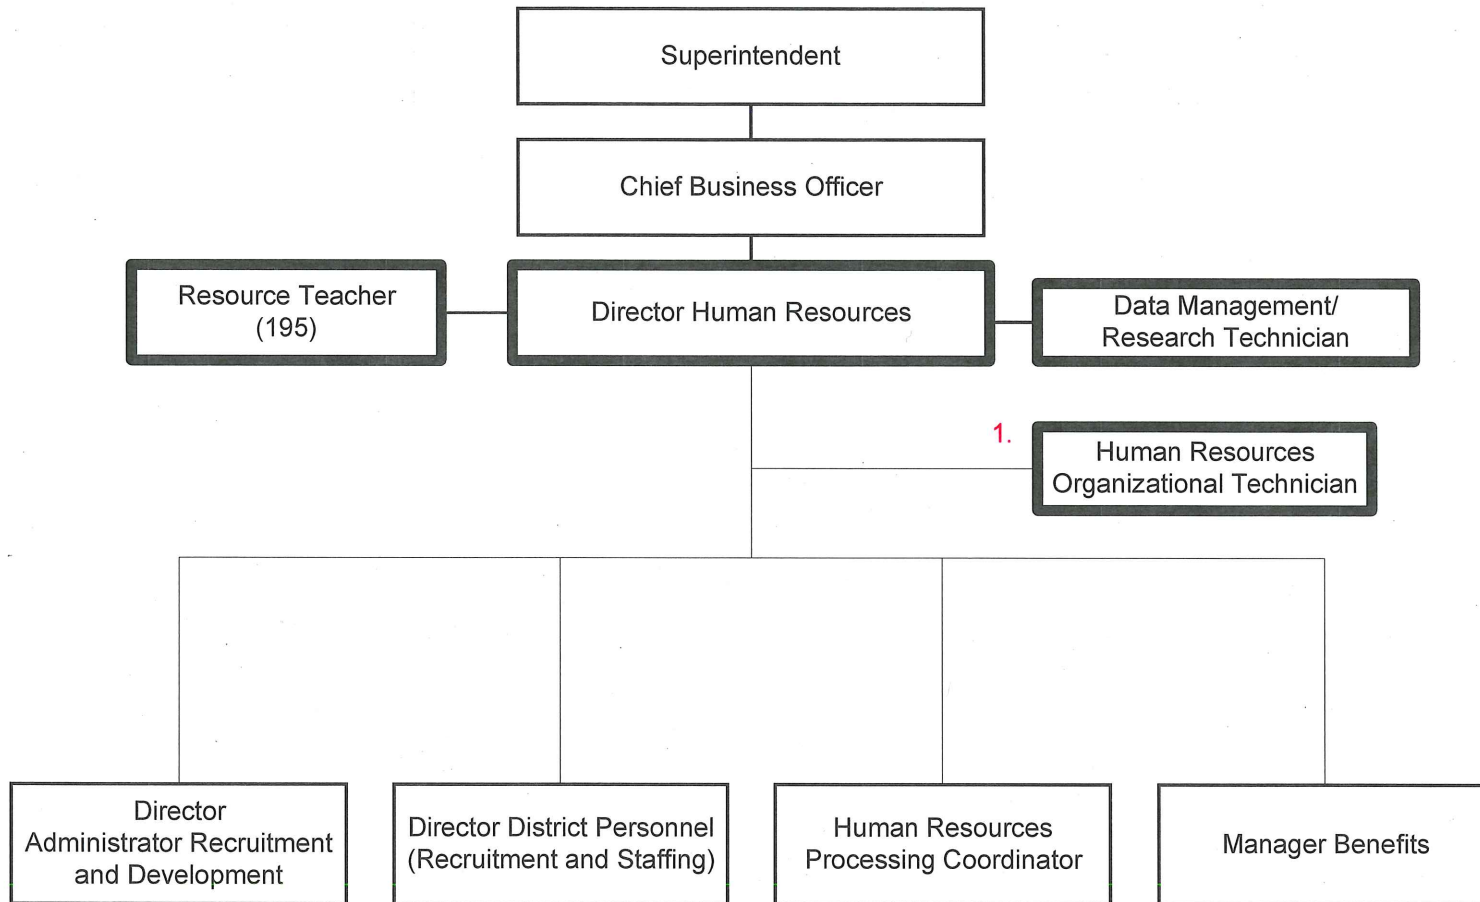 Superintendent
Chief Business Officer
Resource Teacher
(195)
Director Human Resources
Data Management/
Research Technician
1.
Human Resources
Organizational Technician
Director
Administrator Recruitment
and Development
Director District Personnel
(Recruitment and Staffing)
Human Resources
Processing Coordinator
Manager Benefits